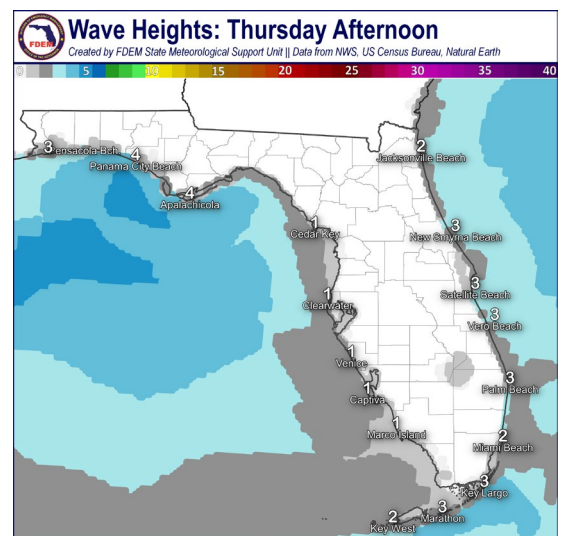 FDEM
Wave Heights: Thursday Afternoon
Created by FDEM State Meteorological Support Unit || Data from NWS, US Census Bureau, Natural Earth
0 5 10 15 20 25 30 35 40
3
Pensacola Bch.
4
Panama City Beach
4
Apalachicola
2
Jacksonville Beach
1
Cedar Key
3
New Smyrna Beach
1
Clearwater
3
Satellite Beach
3
Vero Beach
1
Venice
1
Captiva
3
Palm Beach
Marco Island
2
Miami Beach
3
Key Largo
3
Marathon
2
Key West